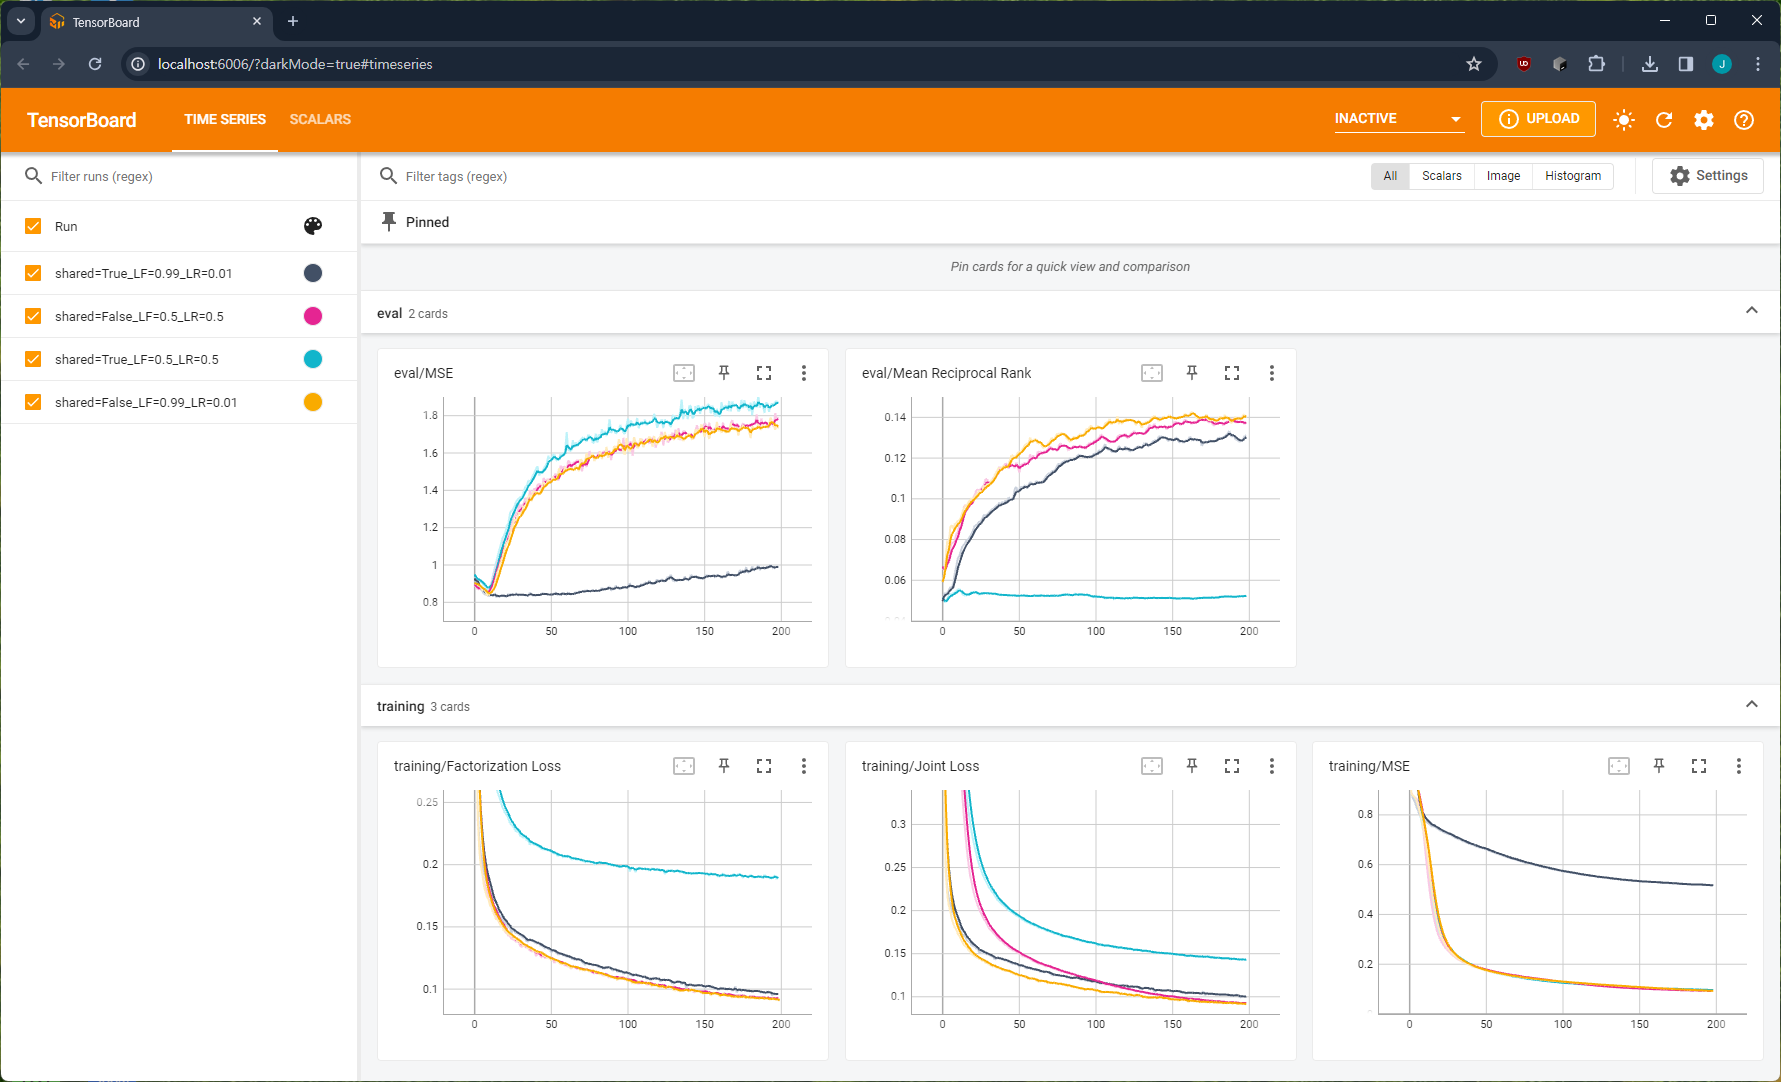 TensorBoard
localhost:6006/?darkMode=true#timeseries
J
TensorBoard TIME SERIES SCALARS INACTIVE UPLOAD
Filter runs (regex)
Run
shared=True_LF=0.99_LR=0.01
shared=False_LF=0.5_LR=0.5
shared=True_LF=0.5_LR=0.5
shared=False_LF=0.99_LR=0.01
Filter tags (regex) All Scalars Image Histogram Settings
Pinned
Pin cards for a quick view and comparison
eval 2 cards
eval/MSE
1.8
1.6
1.4
1.2
1
0.8
0 50 100 150 200
eval/Mean Reciprocal Rank
0.14
0.12
0.1
0.08
0.06
0 50 100 150 200
training 3 cards
training/Factorization Loss
0.25
0.2
0.15
0.1
0 50 100 150 200
training/Joint Loss
0.3
0.25
0.2
0.15
0.1
0 50 100 150 200
training/MSE
0.8
0.6
0.4
0.2
0 50 100 150 200